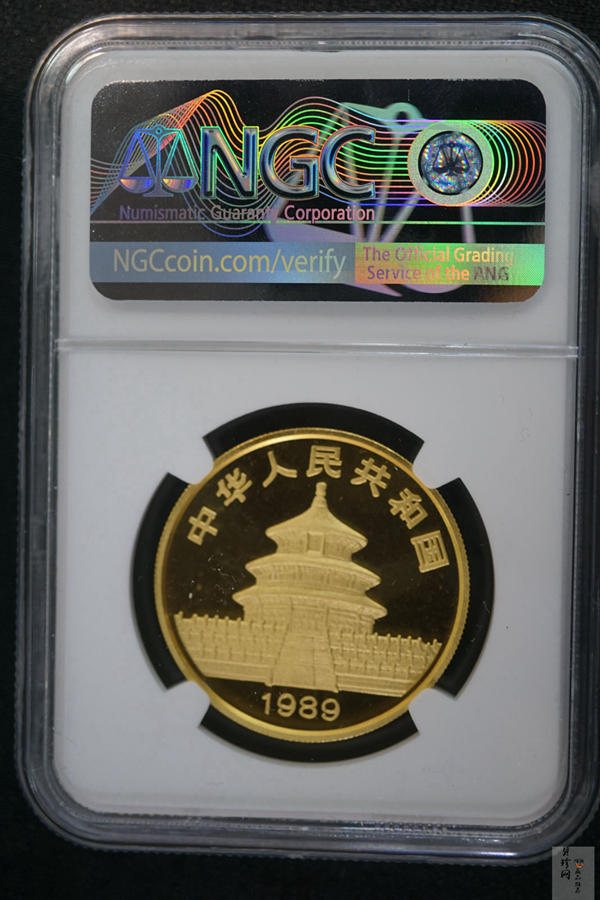 NGC
Numismatic Guaranty Corporation
NGCcoin.com/verify
The Official Grading
Service of the ANA
中华人民共和国
1989